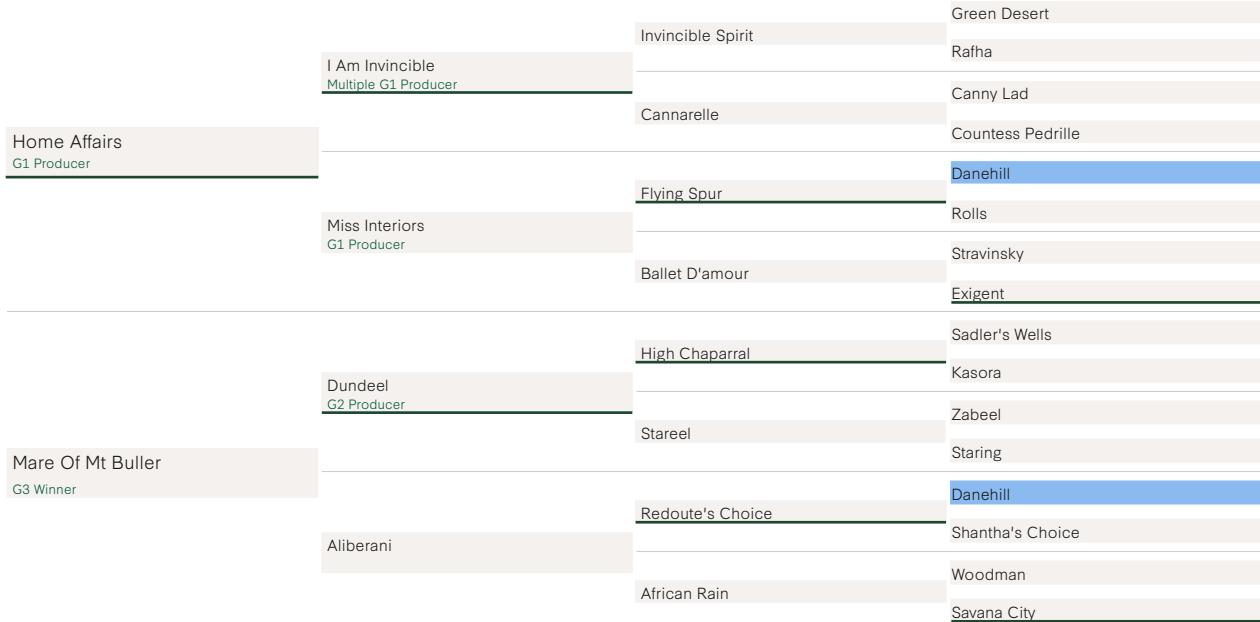 Home Affairs
G1 Producer
Mare Of Mt Buller
G3 Winner
I Am Invincible
Multiple G1 Producer
Miss Interiors
G1 Producer
Dundeel
G2 Producer
Aliberani
Invincible Spirit
Cannarelle
Flying Spur
Ballet D'amour
High Chaparral
Stareel
Redoute's Choice
African Rain
Green Desert
Rafha
Canny Lad
Countess Pedrille
Danehill
Rolls
Stravinsky
Exigent
Sadler's Wells
Kasora
Zabeel
Staring
Danehill
Shantha's Choice
Woodman
Savana City